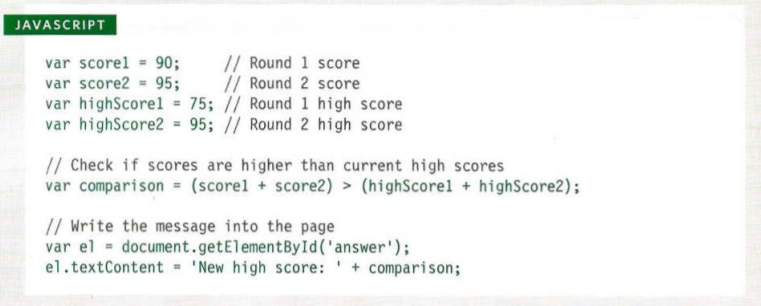 JAVASCRIPT
var score1 = 90; // Round 1 score
var score2 = 95; // Round 2 score
var highScore1 = 75; // Round 1 high score
var highScore2 = 95; // Round 2 high score
// Check if scores are higher than current high scores
var comparison = (score1 + score2) > (highScore1 + highScore2);
// Write the message into the page
var el = document.getElementById('answer');
el.textContent = 'New high score: ' + comparison;